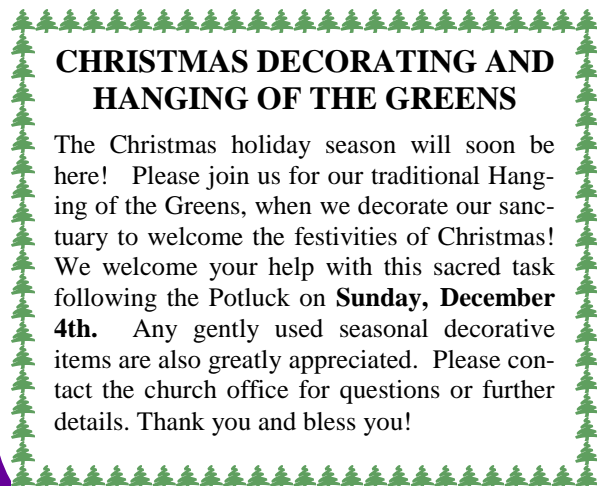 CHRISTMAS DECORATING AND
HANGING OF THE GREENS
The Christmas holiday season will soon be
here!   Please join us for our traditional Hang-
ing of the Greens, when we decorate our sanc-
tuary to welcome the festivities of Christmas!
We welcome your help with this sacred task
following the Potluck on Sunday, December
4th.   Any gently used seasonal decorative
items are also greatly appreciated.  Please con-
tact the church office for questions or further
details. Thank you and bless you!